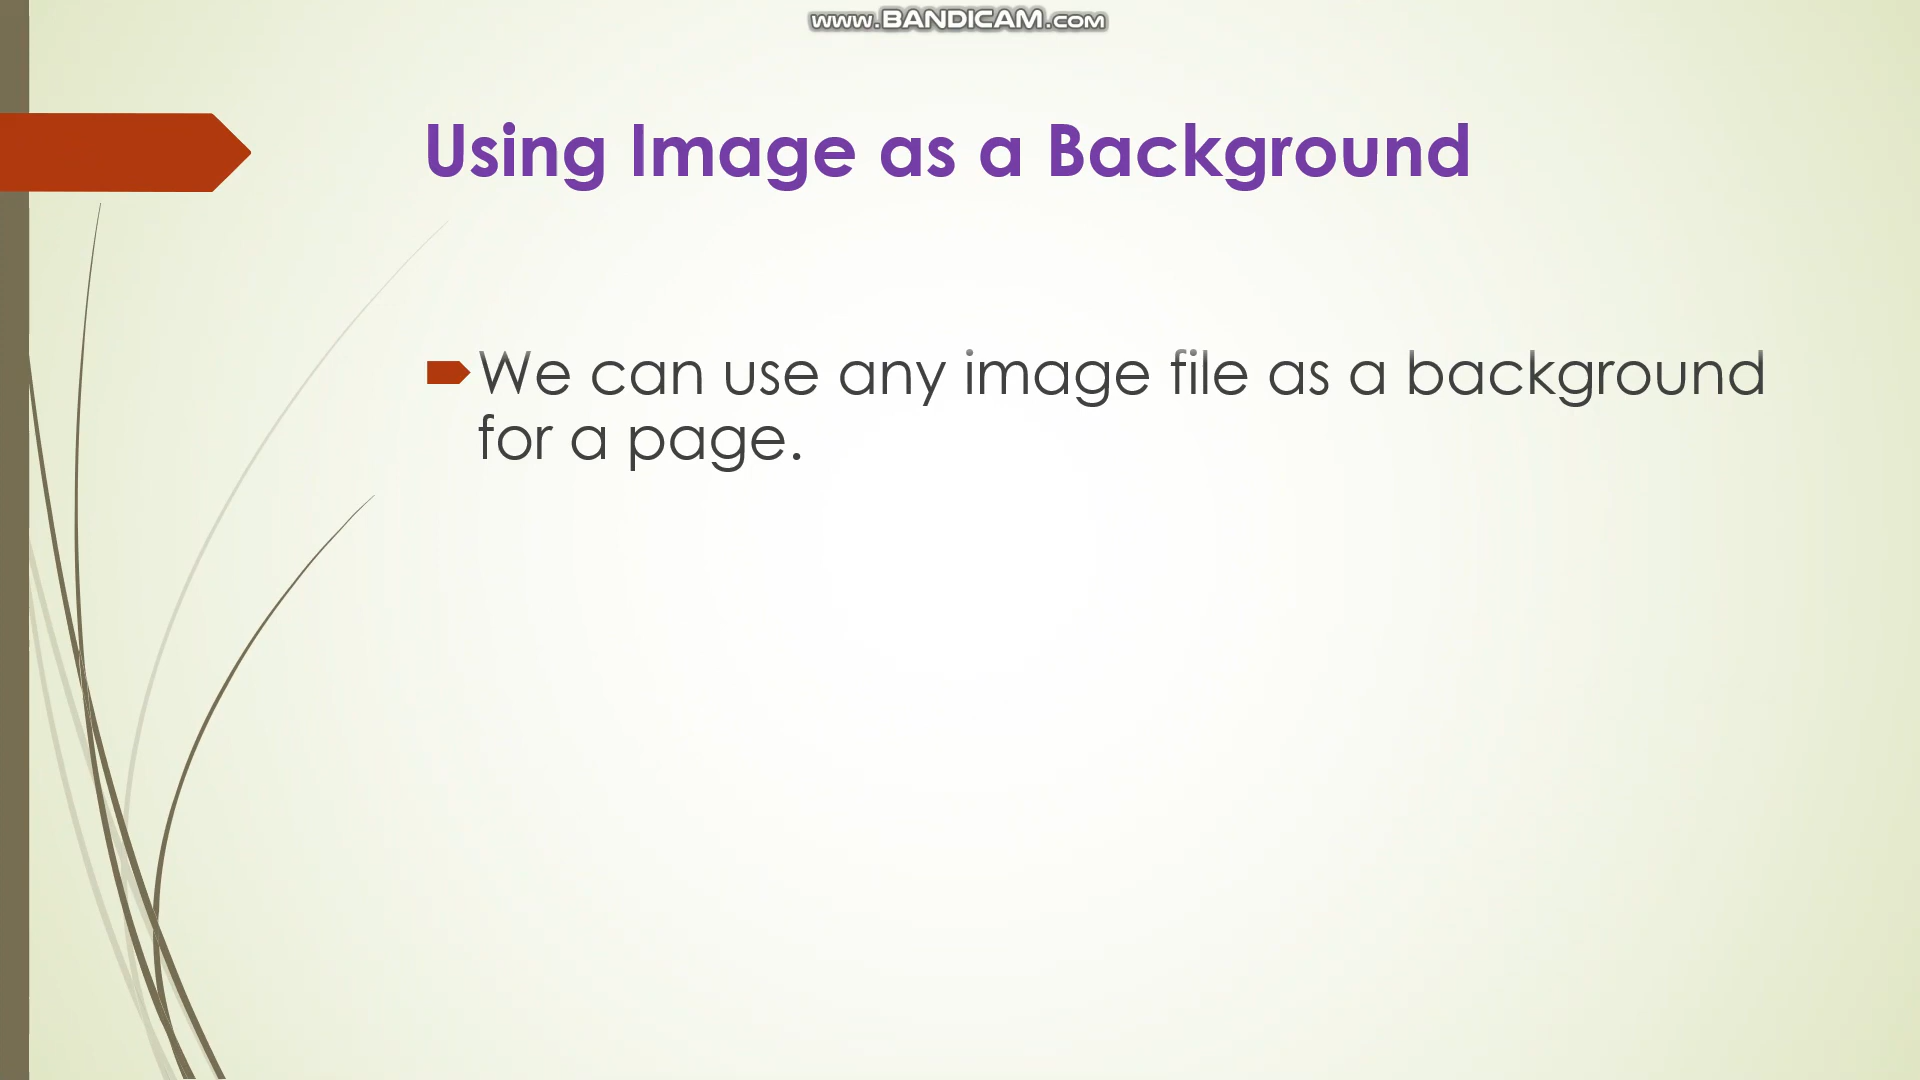 www.BANDICAM.com
Using Image as a Background
We can use any image file as a background
for a page.